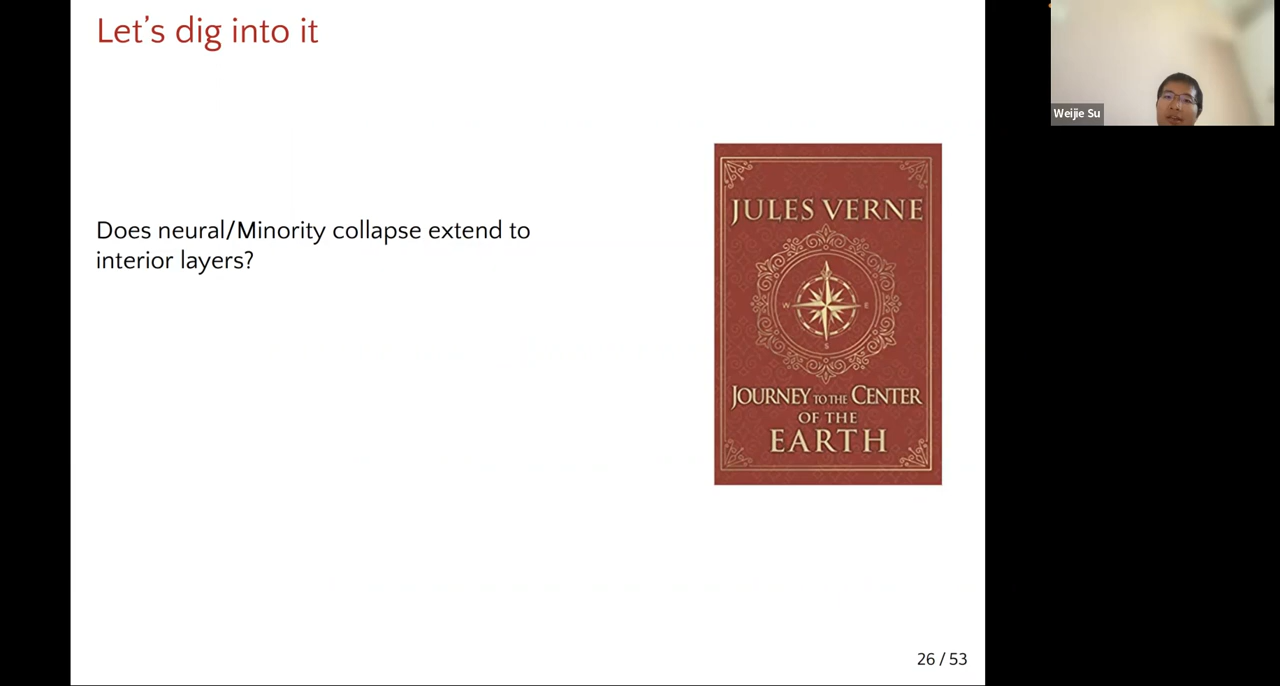 Let's dig into it
Does neural/Minority collapse extend to
interior layers?
JULES VERNE
W
E
S
JOURNEY TO THE CENTER
OF THE
EARTH
26 / 53
Weijie Su